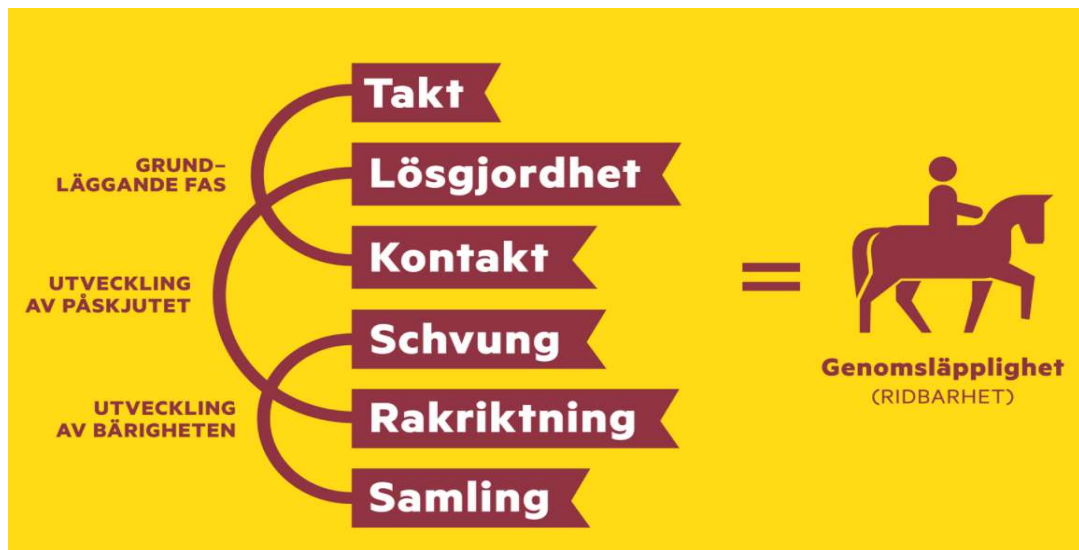 Takt
GRUND-
LÄGGANDE FAS
Lösgjordhet
Kontakt
UTVECKLING
AV PÅSKJUTET
Schvung
UTVECKLING
AV BÄRIGHETEN
Rakriktning
Samling
=
Genomsläpplighet
(RIDBARHET)